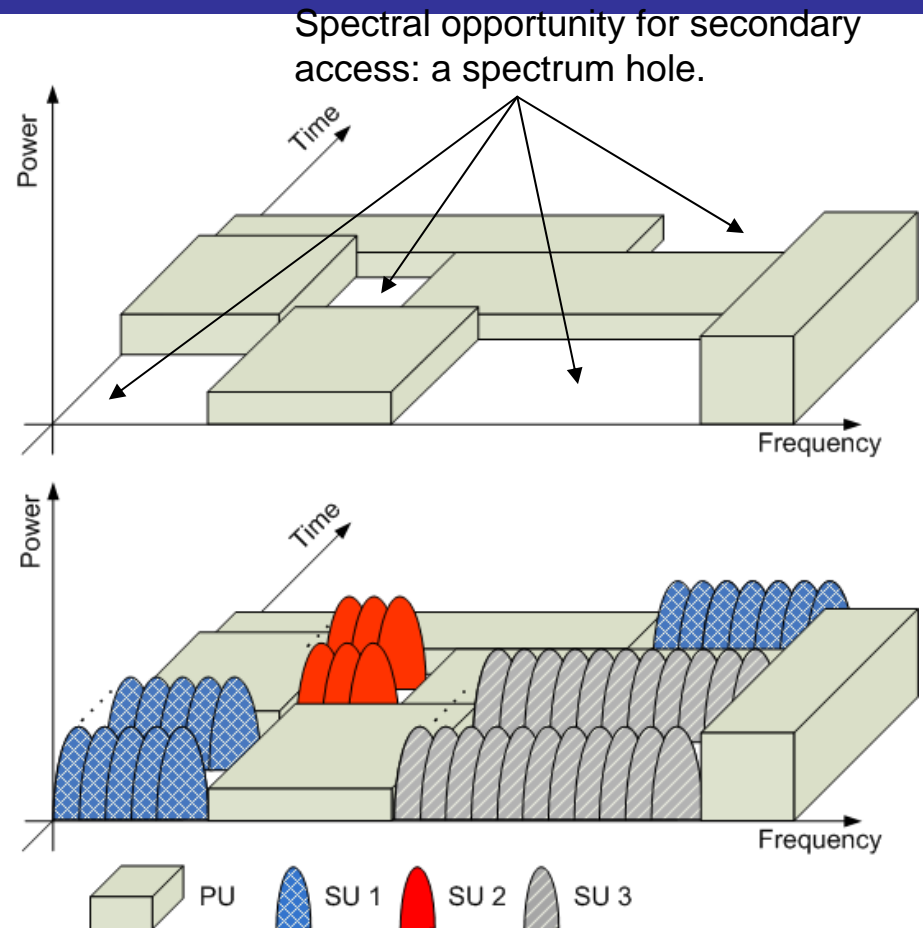 Spectral opportunity for secondary
access: a spectrum hole.
Power
Time
Frequency
Power
Time
Frequency
PU
SU 1
SU 2
SU 3